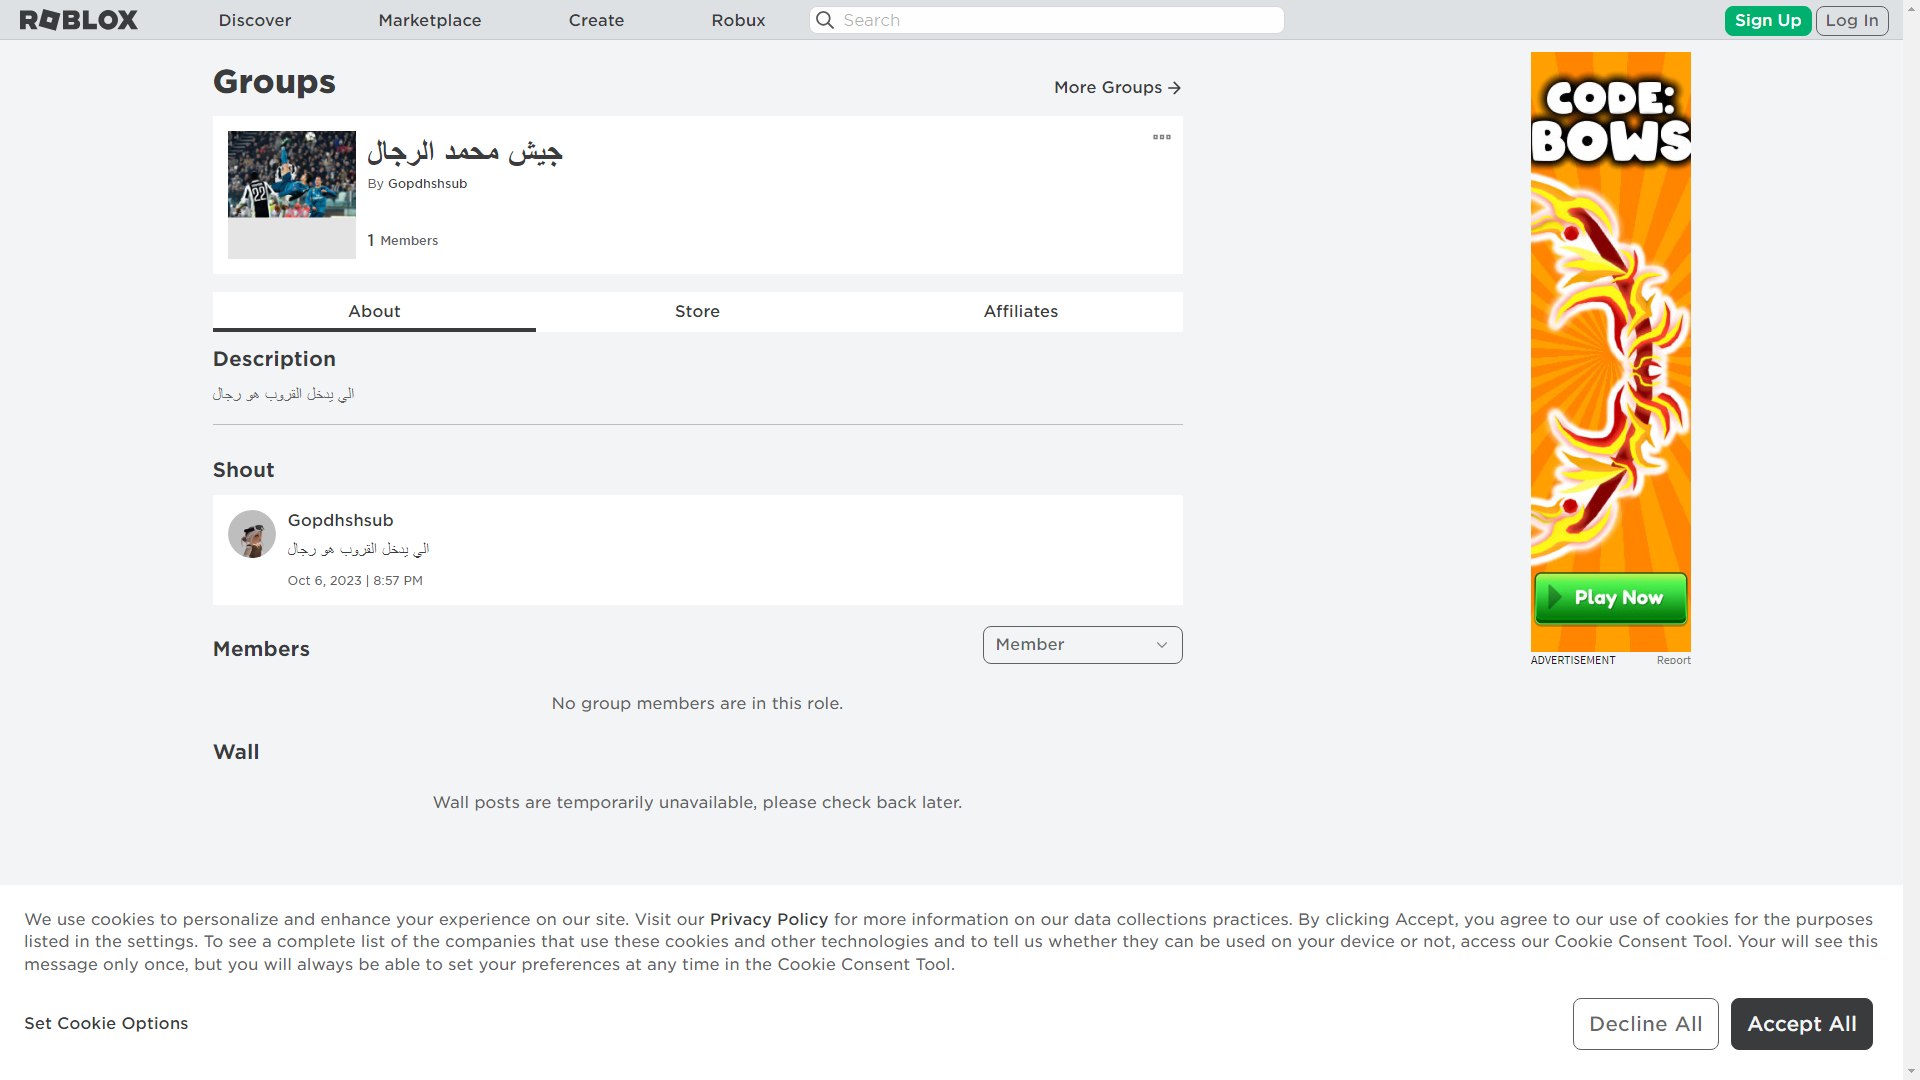 ROBLOX
Discover
Marketplace
Create
Robux
Search
Sign Up
Log In
Groups
More Groups
جيش محمد الرجال
By Gopdhshsub
1 Members
About
Store
Affiliates
Description
الي يدخل القروب هو رجال
Shout
Gopdhshsub
الي يدخل القروب هو رجال
Oct 6, 2023 | 8:57 PM
Members
Member
No group members are in this role.
Wall
Wall posts are temporarily unavailable, please check back later.
CODE:
BOWS
Play Now
ADVERTISEMENT
Report
We use cookies to personalize and enhance your experience on our site. Visit our Privacy Policy for more information on our data collections practices. By clicking Accept, you agree to our use of cookies for the purposes
listed in the settings. To see a complete list of the companies that use these cookies and other technologies and to tell us whether they can be used on your device or not, access our Cookie Consent Tool. Your will see this
message only once, but you will always be able to set your preferences at any time in the Cookie Consent Tool.
Set Cookie Options
Decline All
Accept All
22